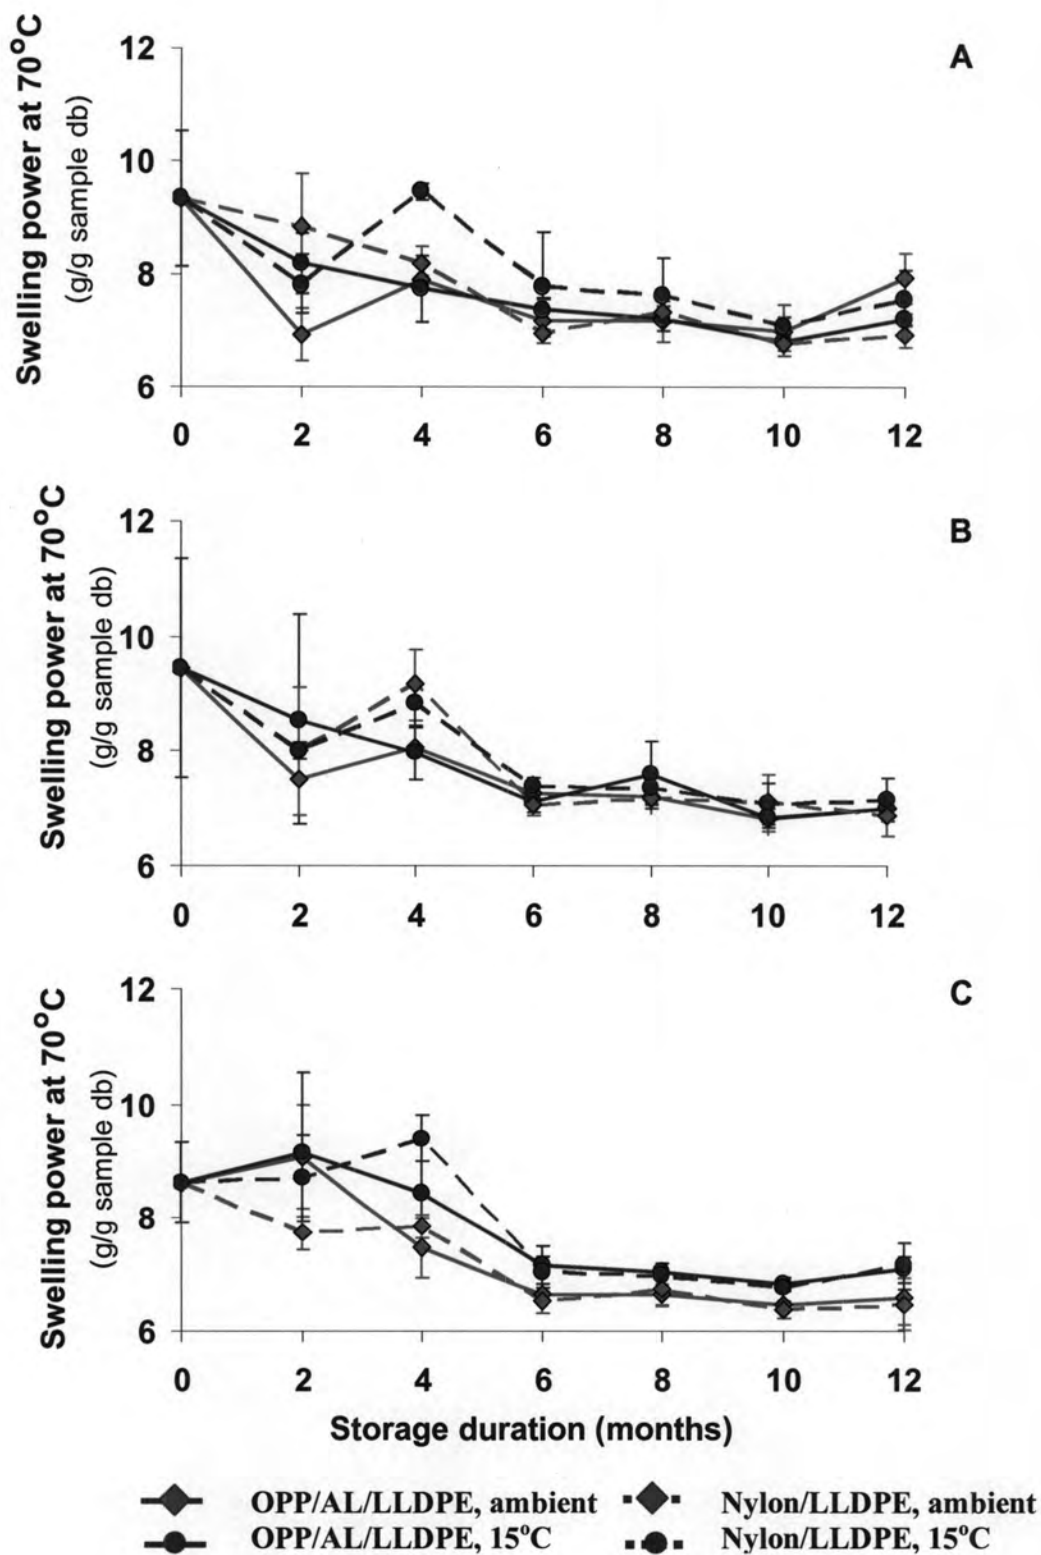 A
Swelling power at 70°C
(g/g sample db)
12
10
8
6
0 2 4 6 8 10 12
B
Swelling power at 70°C
(g/g sample db)
12
10
8
6
0 2 4 6 8 10 12
C
Swelling power at 70°C
(g/g sample db)
12
10
8
6
0 2 4 6 8 10 12
Storage duration (months)
OPP/AL/LLDPE, ambient Nylon/LLDPE, ambient
OPP/AL/LLDPE, 15°C Nylon/LLDPE, 15°C